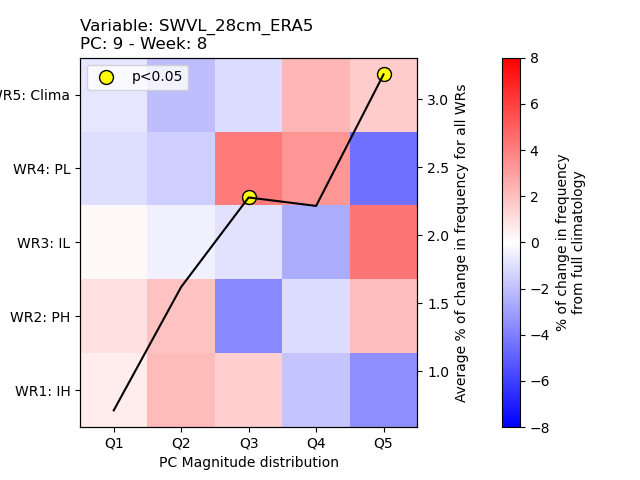 Variable: SWVL_28cm_ERA5
PC: 9 - Week: 8
p<0.05
R5: Clima
WR4: PL
WR3: IL
WR2: PH
WR1: IH
Q1 Q2 Q3 Q4 Q5
PC Magnitude distribution
3.0
2.5
2.0
1.5
1.0
Average % of change in frequency for all WRs
8
6
4
2
0
−2
−4
−6
−8
% of change in frequency
from full climatology